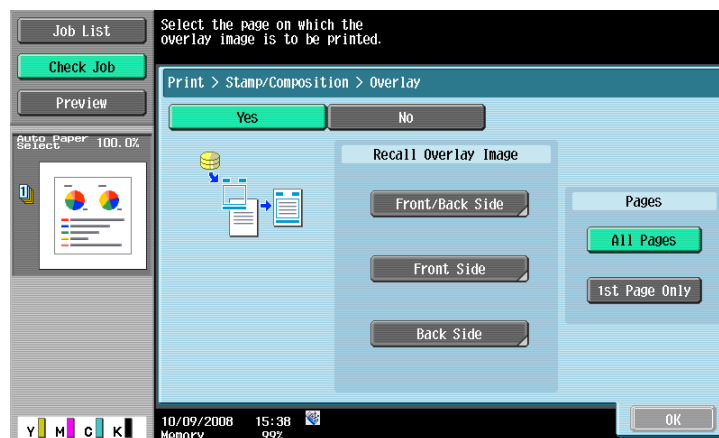 Job List
Check Job
Preview
Auto Paper
Select 100.0%
1
Y M C K
Select the page on which the
overlay image is to be printed.
Print > Stamp/Composition > Overlay
Yes No
Recall Overlay Image
Front/Back Side
Front Side
Back Side
Pages
All Pages
1st Page Only
10/09/2008 15:38
Memory 99%
OK